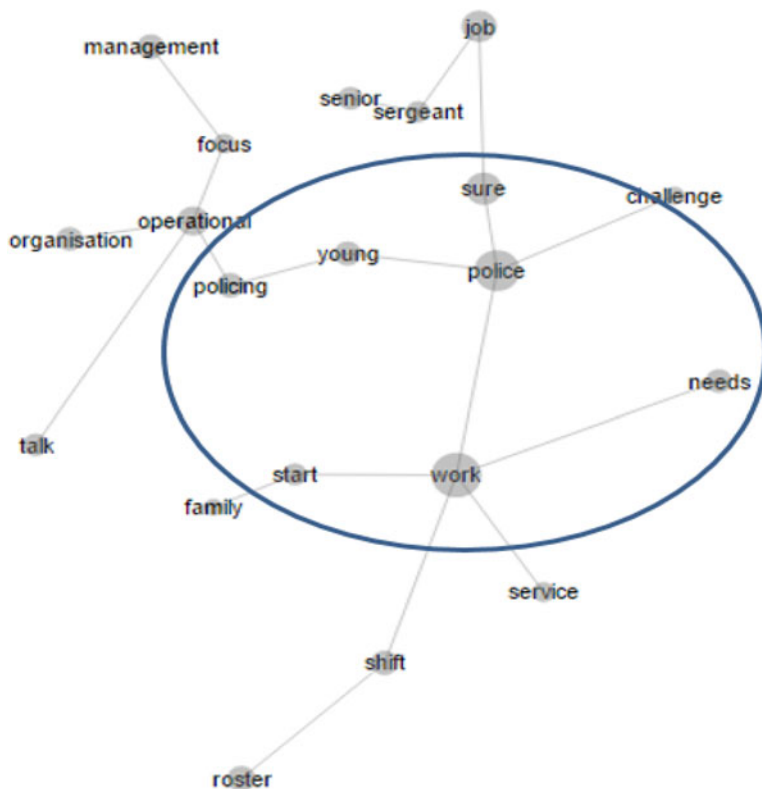 job
management
senior
sergeant
focus
sure
challenge
operational
organisation
young
police
policing
needs
talk
start
work
family
service
shift
roster